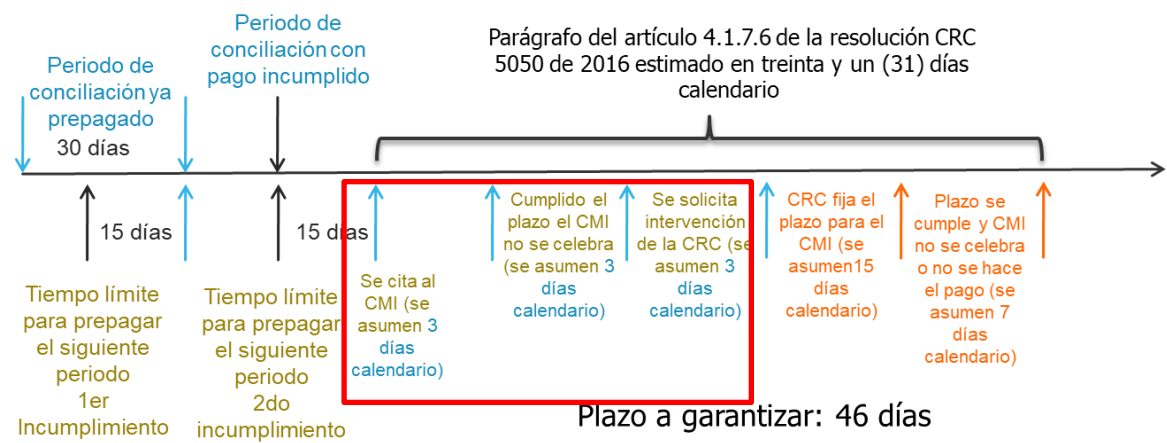 Periodo de
conciliación ya
prepagado
30 días
Periodo de
conciliación con
pago incumplido
Parágrafo del artículo 4.1.7.6 de la resolución CRC
5050 de 2016 estimado en treinta y un (31) días
calendario
15 días
15 días
Tiempo límite
para prepagar
el siguiente
periodo
1er
Incumplimiento
Tiempo límite
para prepagar
el siguiente
periodo
2do
incumplimiento
Se cita al
CMI (se
asumen 3
días
calendario)
Cumplido el
plazo el CMI
no se celebra
(se asumen 3
días
calendario)
Se solicita
intervención
de la CRC (se
asumen 3
días
calendario)
CRC fija el
plazo para el
CMI (se
asumen15
días
calendario)
Plazo se
cumple y CMI
no se celebra
o no se hace
el pago (se
asumen 7
días
calendario)
Plazo a garantizar: 46 días